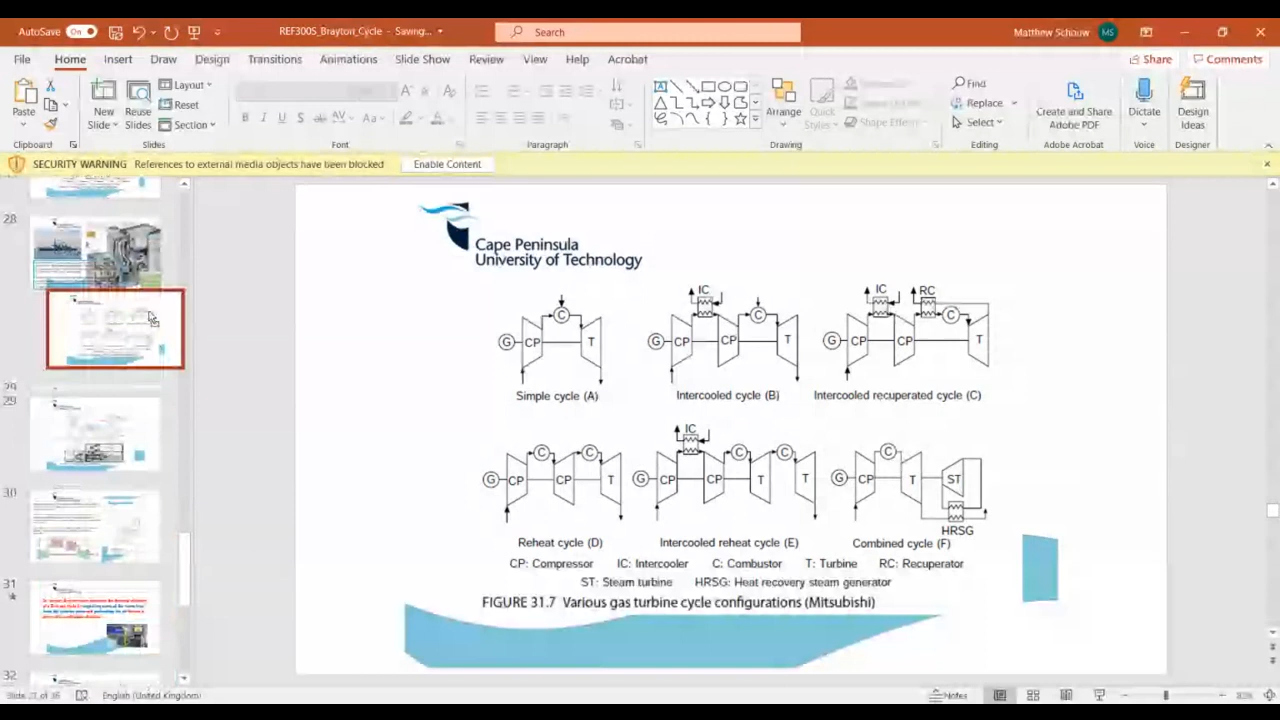 AutoSave On REF300S_Brayton_Cycle - Saving... Search Matthew Schauw MS
File Home Insert Draw Design Transitions Animations Slide Show Review View Help Acrobat Share Comments
Paste New Slide Reuse Slides Layout Reset Section
B I U S Aa A
Arrange Quick Styles Shape Effects
Find Replace Select
Create and Share Adobe PDF Dictate Design Ideas
Clipboard Slides Font Paragraph Drawing Editing Adobe Acrobat Voice Designer
SECURITY WARNING References to external media objects have been blocked Enable Content
28
29
29
30
31
32
Cape Peninsula
University of Technology
IC IC RC
C C C
G CP T G CP CP T G CP CP T
Simple cycle (A) Intercooled cycle (B) Intercooled recuperated cycle (C)
IC
C C C C C
G CP CP T G CP CP T T G CP T ST
HRSG
Reheat cycle (D) Intercooled reheat cycle (E) Combined cycle (F)
CP: Compressor IC: Intercooler C: Combustor T: Turbine RC: Recuperator
ST: Steam turbine HRSG: Heat recovery steam generator
FIGURE 31.7 Various gas turbine cycle configurations (Mitsubishi)
English (United Kingdom) Notes